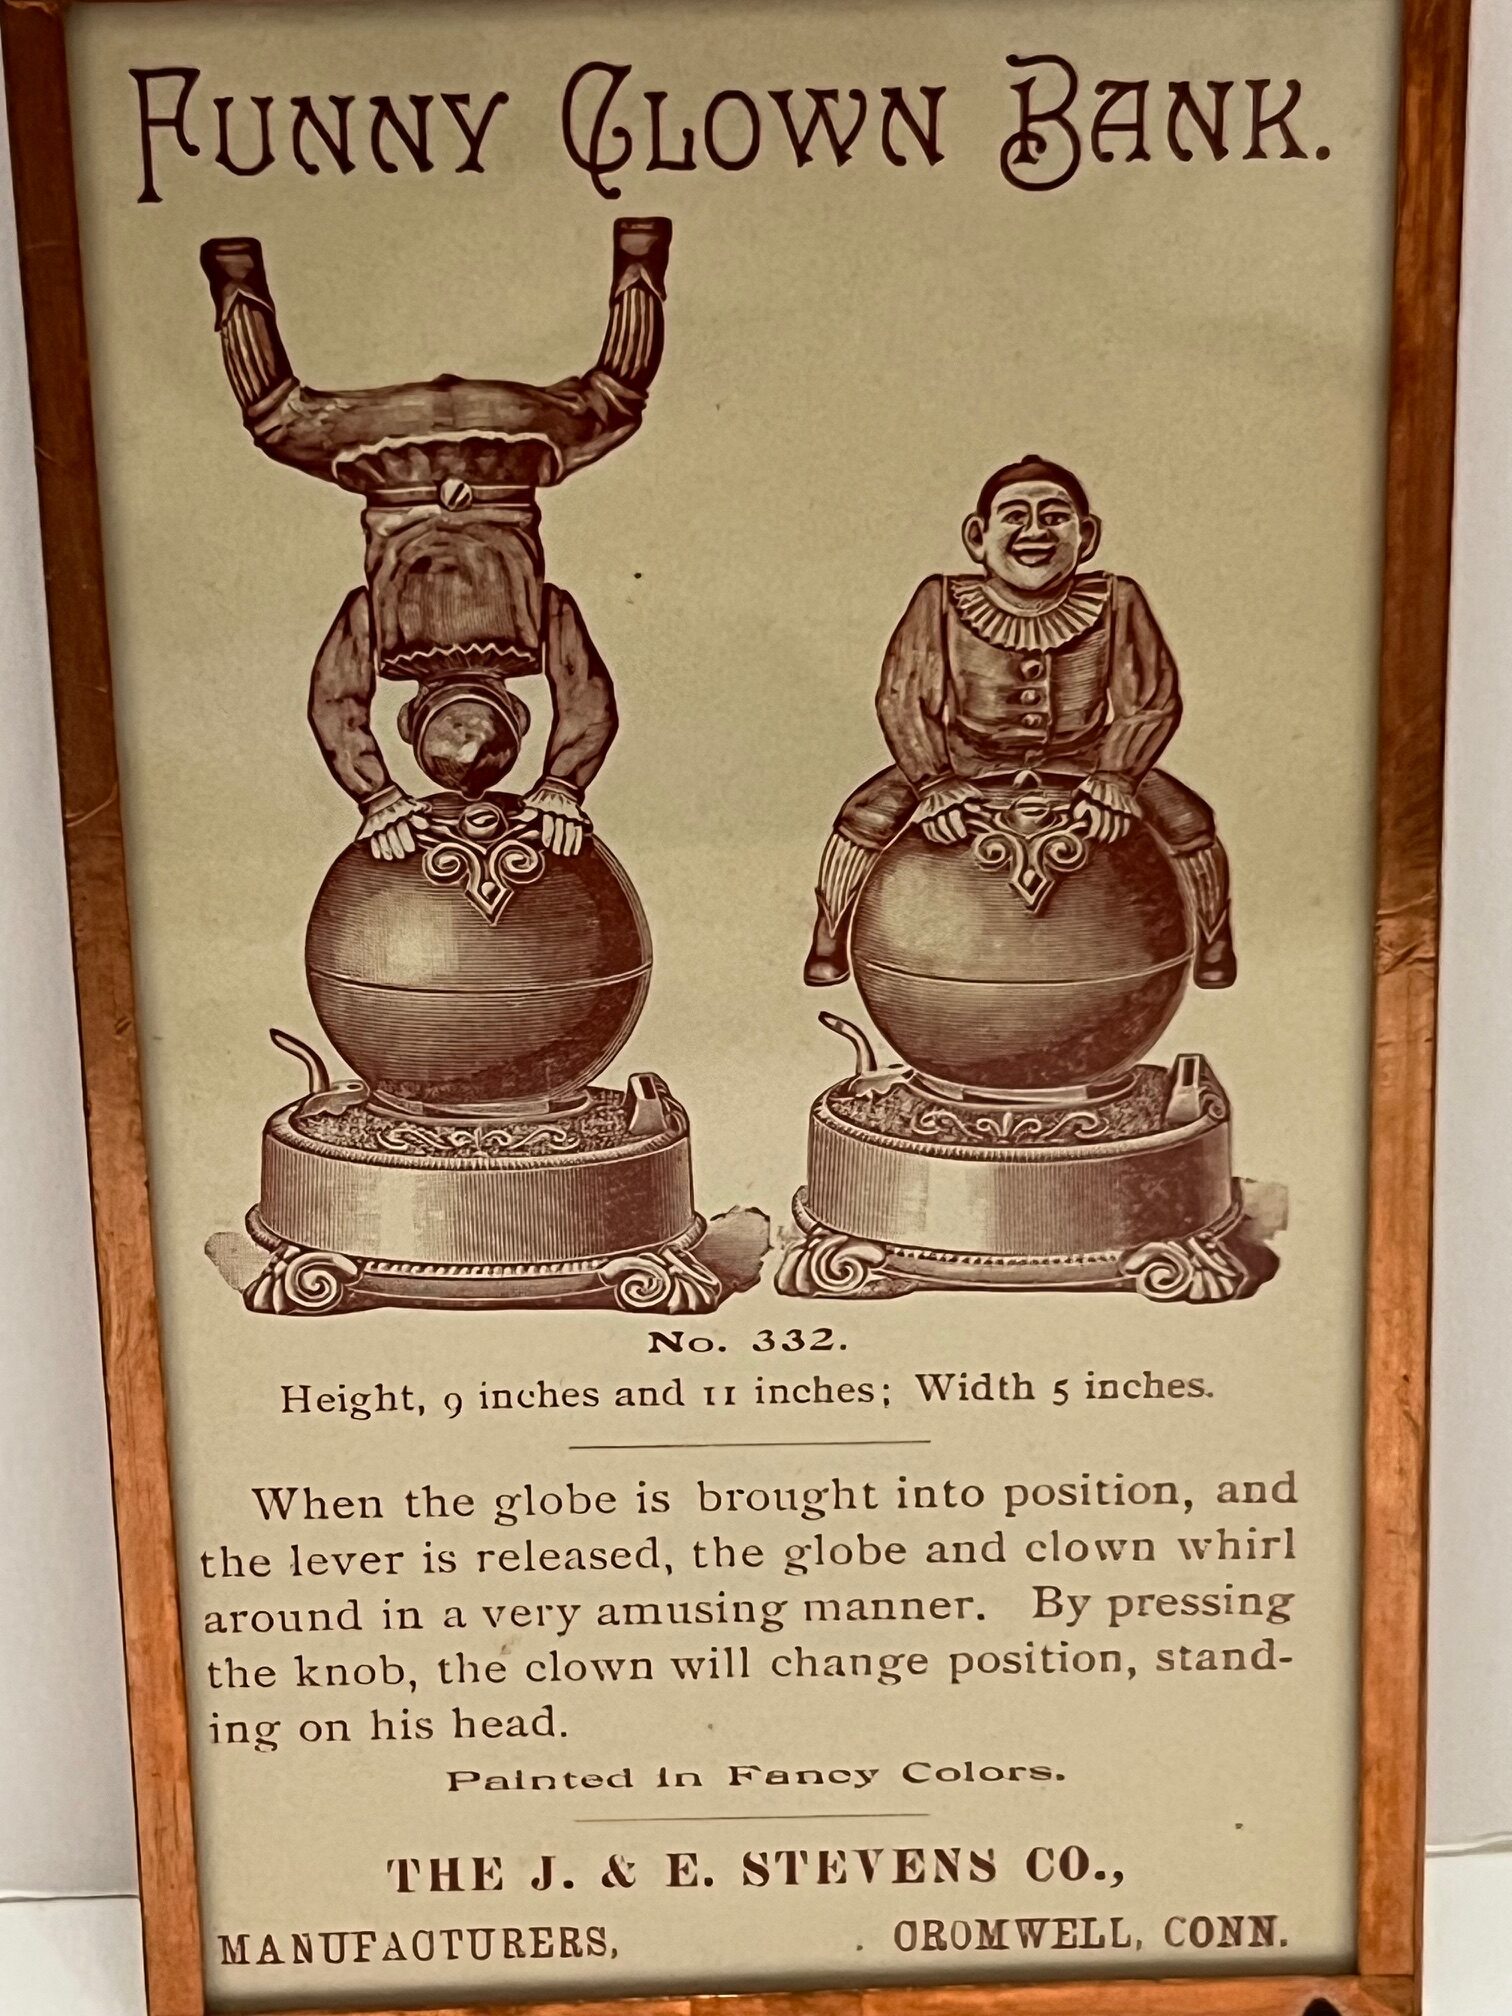 FUNNY CLOWN BANK.
No. 332.
Height, 9 inches and 11 inches; Width 5 inches.
When the globe is brought into position, and
the lever is released, the globe and clown whirl
around in a very amusing manner. By pressing
the knob, the clown will change position, stand-
ing on his head.
Painted in Fancy Colors.
THE J. & E. STEVENS CO.,
MANUFACTURERS, CROMWELL, CONN.